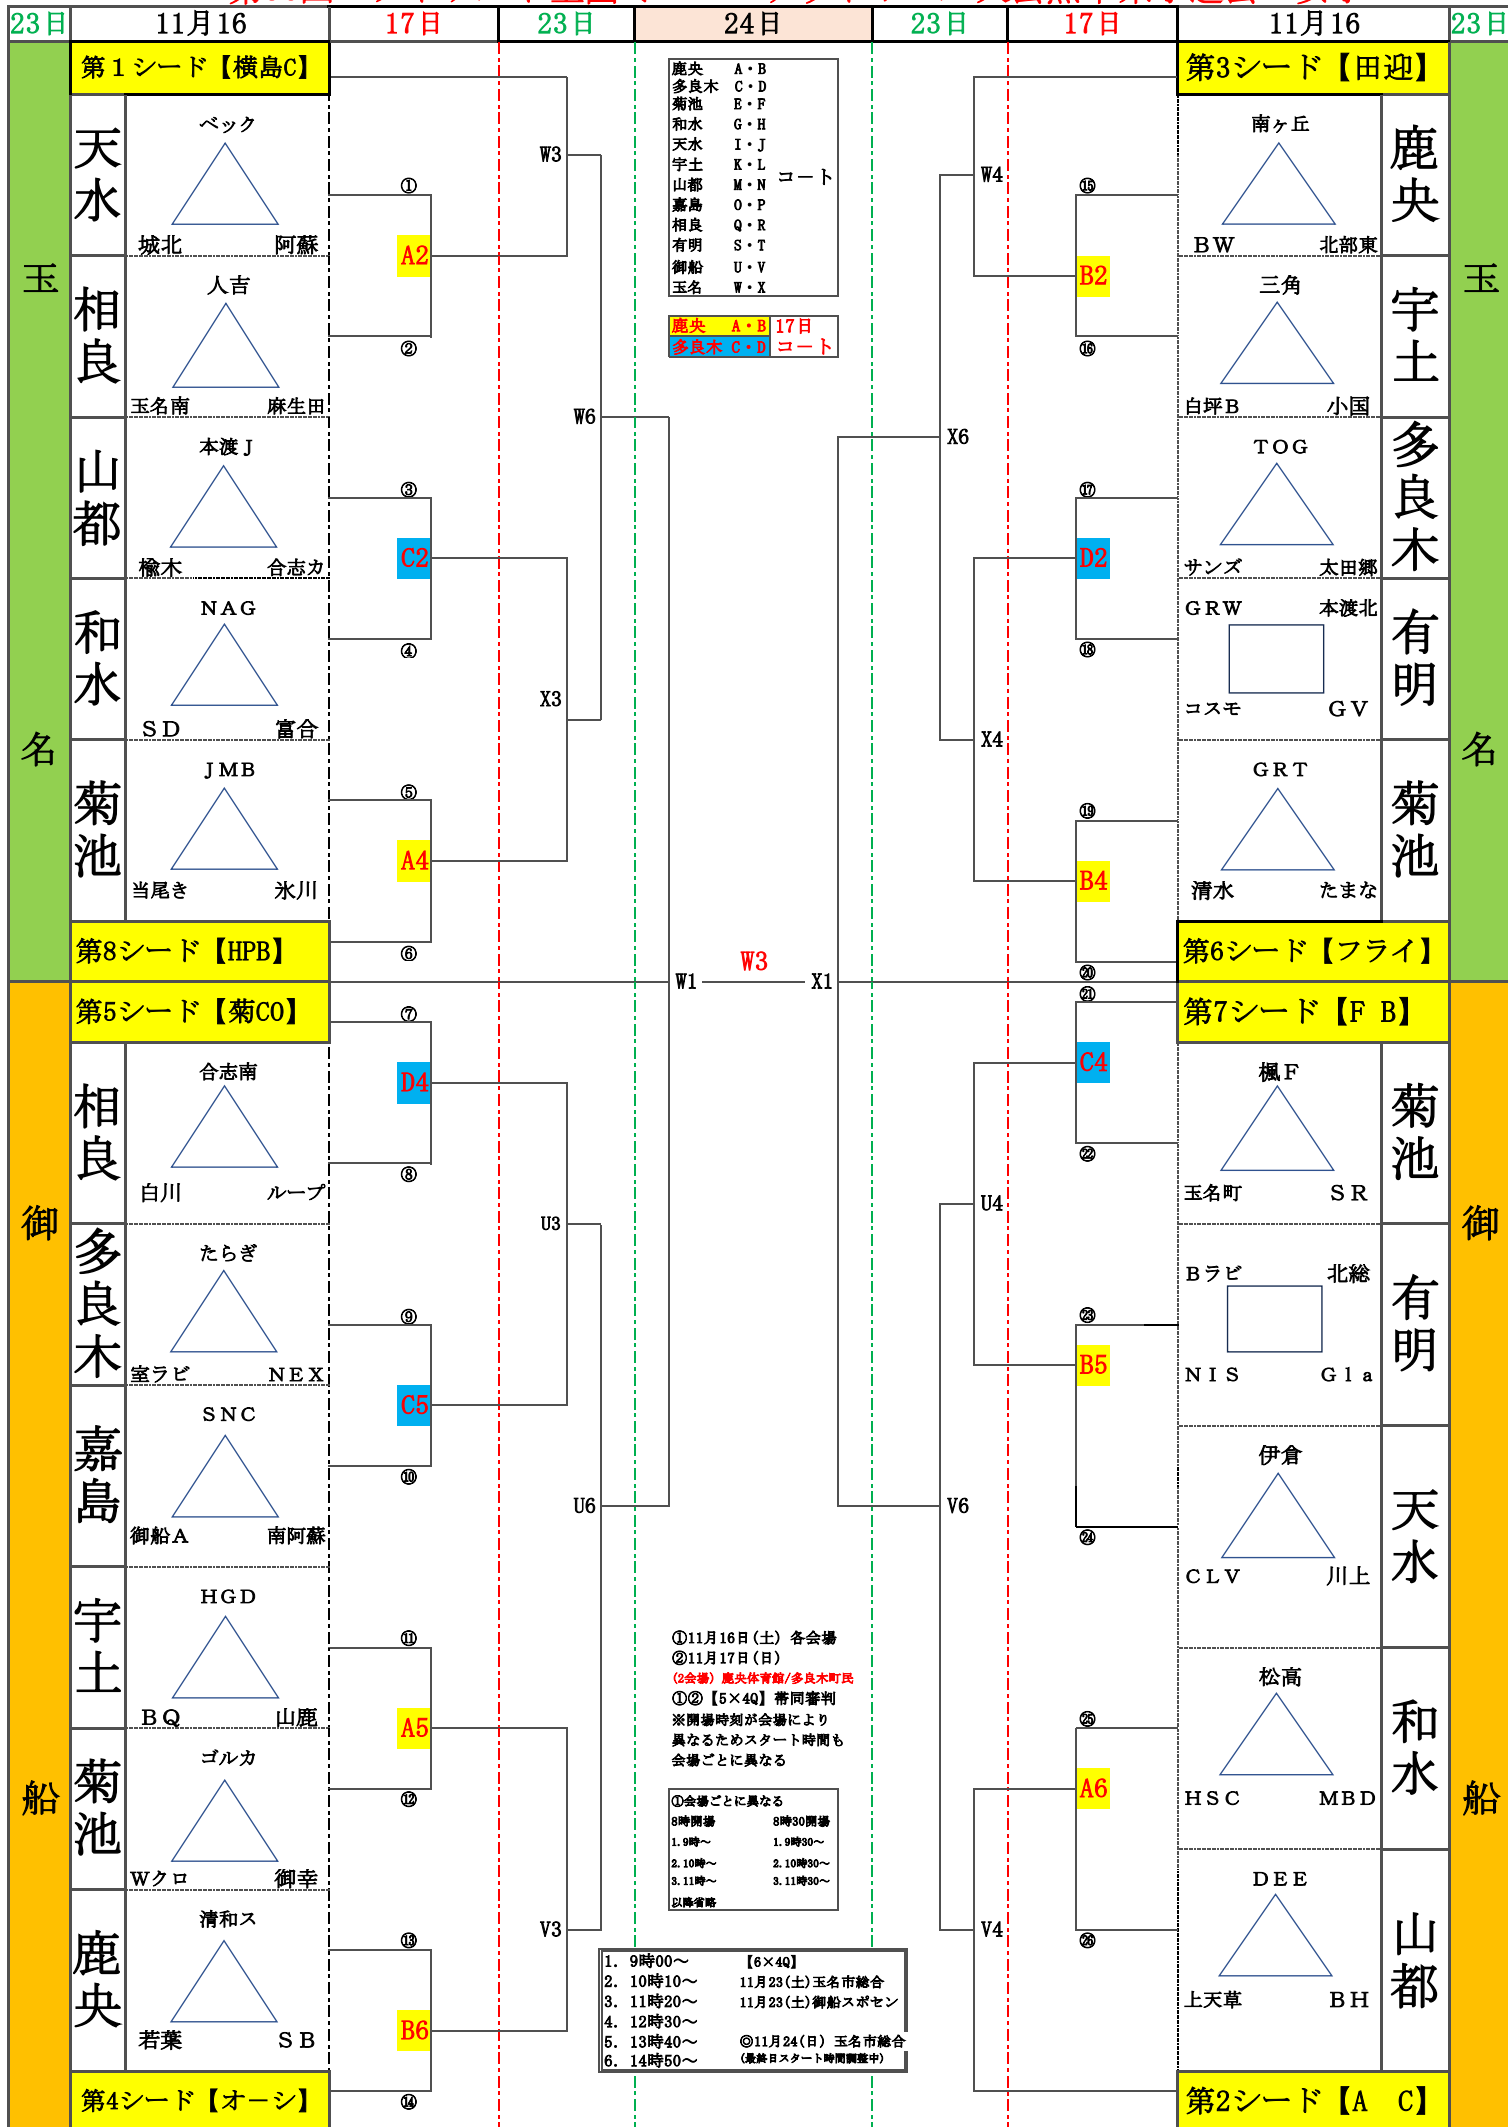 23日 11月16 17日 23日 24日 23日 17日 11月16 23日
玉名
御船
第1シード【横島C】
天水
ベック
城北 阿蘇
相良
人吉
玉名南 麻生田
山都
本渡J
楡木 合志カ
和水
NAG
SD 富合
菊池
JMB
当尾き 氷川
第8シード【HPB】
第5シード【菊CO】
相良
合志南
白川 ループ
多良木
たらぎ
室ラビ NEX
嘉島
SNC
御船A 南阿蘇
宇土
HGD
BQ 山鹿
菊池
ゴルカ
Wクロ 御幸
鹿央
清和ス
若葉 SB
第4シード【オーシ】
①
A2
②
③
C2
④
⑤
A4
⑥
⑦
D4
⑧
⑨
C5
⑩
⑪
A5
⑫
⑬
B6
⑭
W3
W6
X3
U3
U6
V3
鹿央 A・B
多良木 C・D
菊池 E・F
和水 G・H
天水 I・J
宇土 K・L
山都 M・N コート
嘉島 O・P
相良 Q・R
有明 S・T
御船 U・V
玉名 W・X
鹿央 A・B 17日
多良木 C・D コート
W3
W1 X1
①11月16日(土) 各会場
②11月17日(日)
(2会場) 鹿央体育館/多良木町民
①②【5×4Q】帯同審判
※開場時刻が会場により
異なるためスタート時間も
会場ごとに異なる
①会場ごとに異なる
8時開場 8時30開場
1.9時～ 1.9時30～
2.10時～ 2.10時30～
3.11時～ 3.11時30～
以降省略
1. 9時00～ 【6×4Q】
2. 10時10～ 11月23(土)玉名市総合
3. 11時20～ 11月23(土)御船スポセン
4. 12時30～
5. 13時40～ ◎11月24(日) 玉名市総合
6. 14時50～ (最終日スタート時間調整中)
W4
X6
X4
U4
V6
V4
⑮
B2
⑯
⑰
D2
⑱
⑲
B4
⑳
㉑
C4
㉒
㉓
B5
㉔
㉕
A6
㉖
第3シード【田迎】
鹿央
南ヶ丘
BW 北部東
宇土
三角
白坪B 小国
多良木
TOG
サンズ 太田郷
有明
GRW 本渡北
コスモ GV
菊池
GRT
清水 たまな
第6シード【フライ】
第7シード【F B】
菊池
楓F
玉名町 SR
有明
Bラビ 北総
NIS Gla
天水
伊倉
CLV 川上
和水
松高
HSC MBD
山都
DEE
上天草 BH
第2シード【A C】
玉名
御船